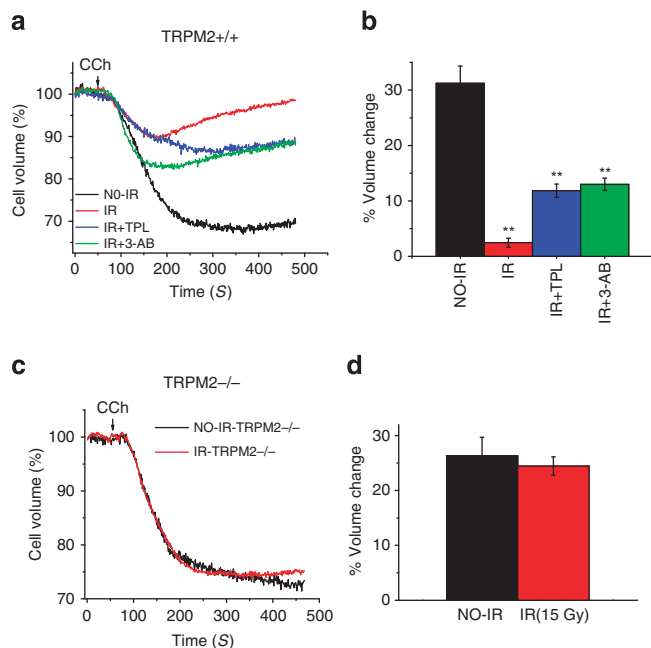 a
TRPM2+/+
CCh
Cell volume (%)
100
90
80
70
N0-IR
IR
IR+TPL
IR+3-AB
0 100 200 300 400 500
Time (S)
b
% Volume change
30
20
10
0
**
**
**
NO-IR
IR
IR+TPL
IR+3-AB
c
TRPM2–/–
CCh
Cell volume (%)
100
90
80
70
NO-IR-TRPM2–/–
IR-TRPM2–/–
0 100 200 300 400 500
Time (S)
d
% Volume change
30
20
10
0
NO-IR IR(15 Gy)